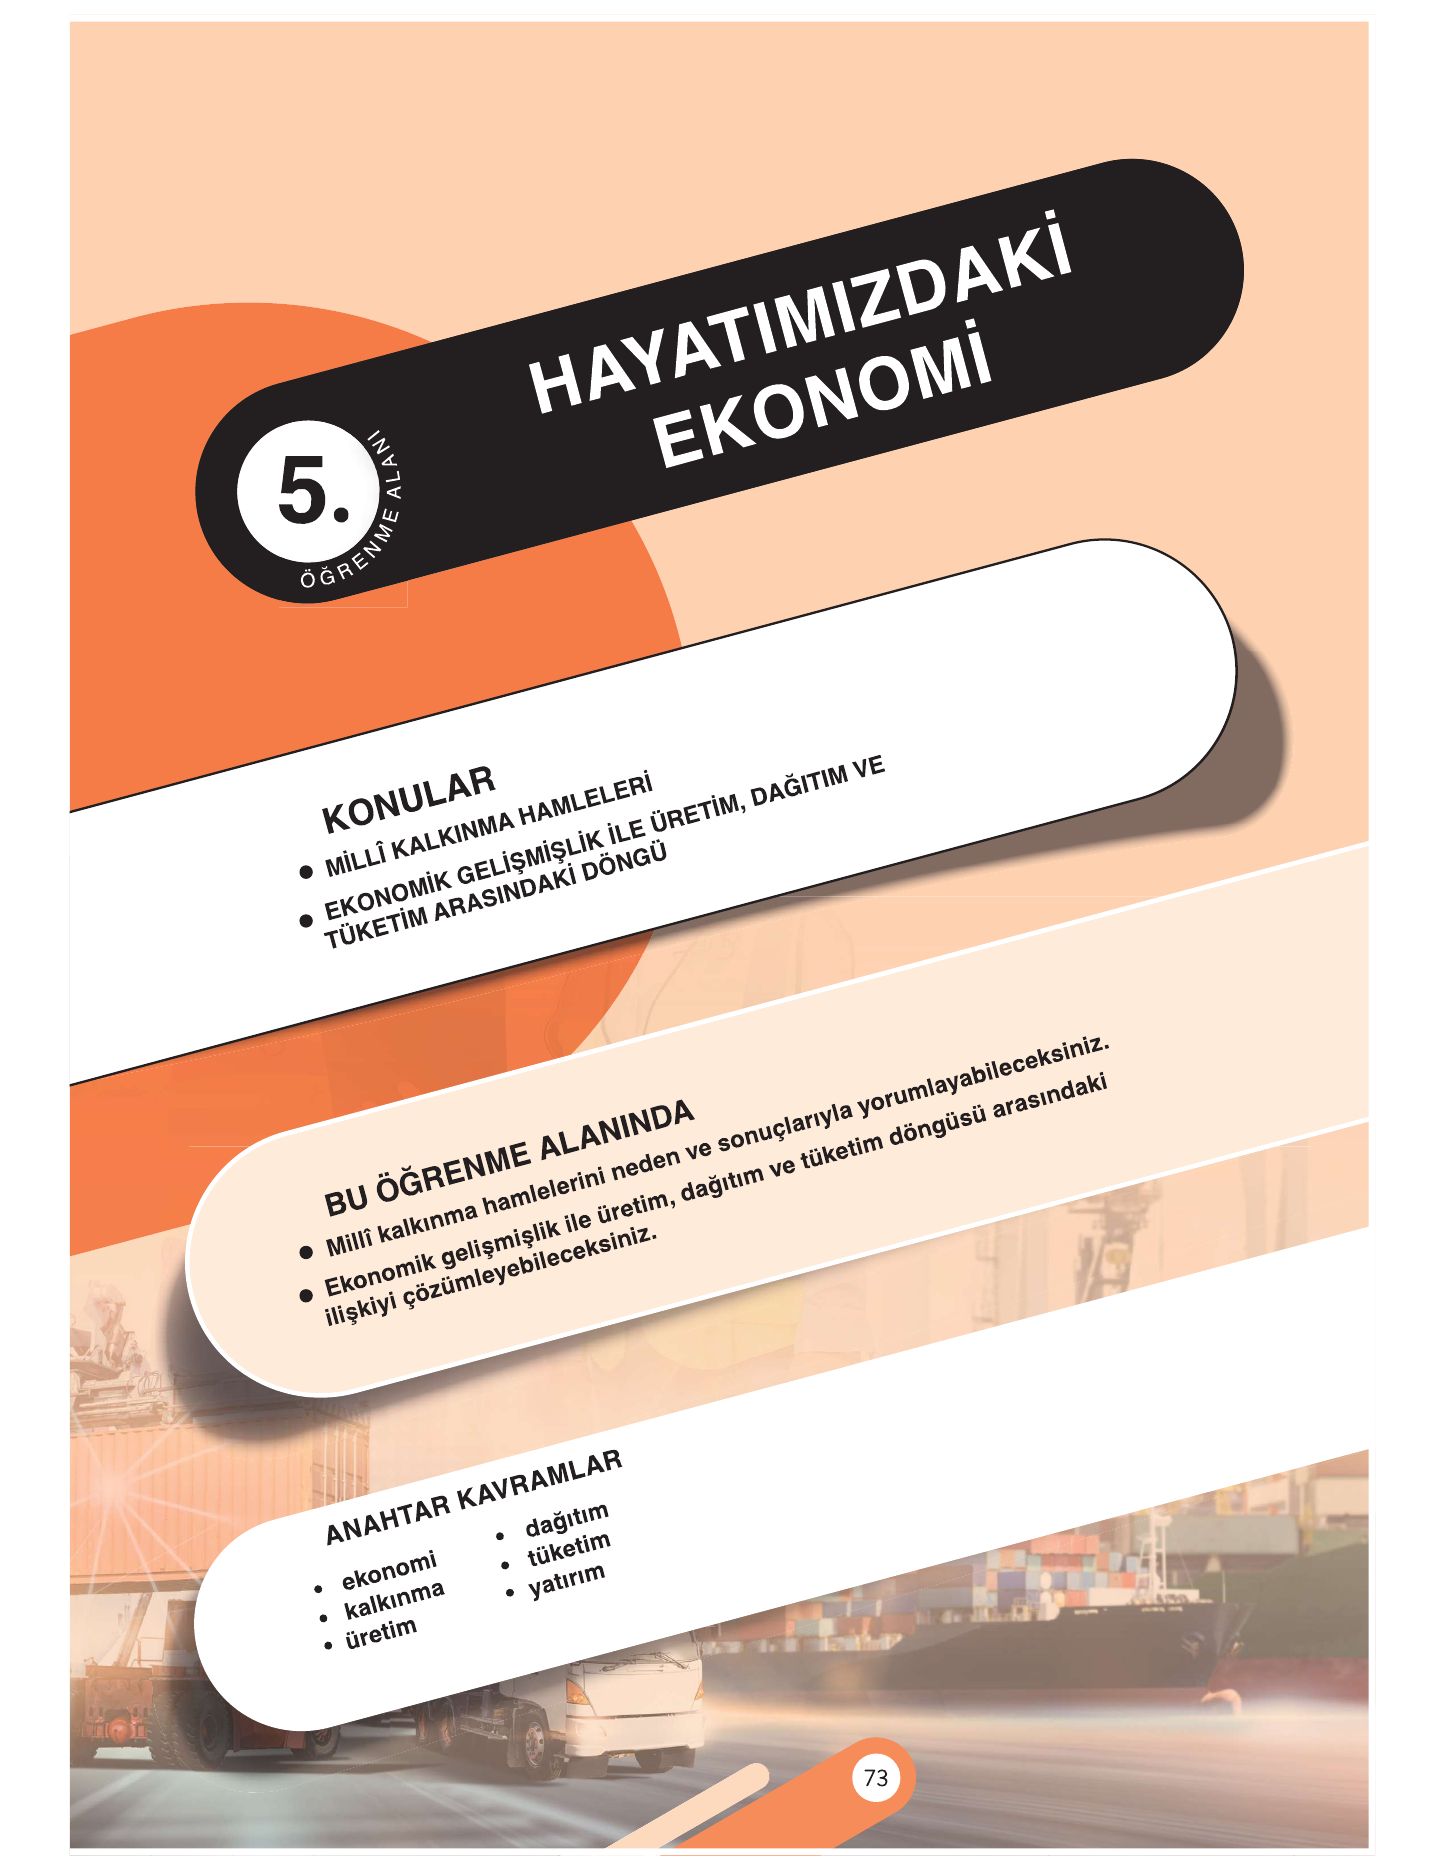 HAYATIMIZDAKİ
EKONOMİ
5.
ÖĞRENME ALANI
KONULAR
● MİLLÎ KALKINMA HAMLELERİ
● EKONOMİK GELİŞMİŞLİK İLE ÜRETİM, DAĞITIM VE
TÜKETİM ARASINDAKİ DÖNGÜ
BU ÖĞRENME ALANINDA
● Millî kalkınma hamlelerini neden ve sonuçlarıyla yorumlayabileceksiniz.
● Ekonomik gelişmişlik ile üretim, dağıtım ve tüketim döngüsü arasındaki
ilişkiyi çözümleyebileceksiniz.
ANAHTAR KAVRAMLAR
• ekonomi
• kalkınma
• üretim
• dağıtım
• tüketim
• yatırım
73